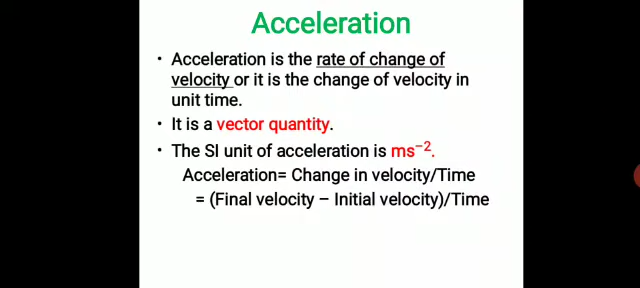 Acceleration
• Acceleration is the rate of change of
velocity or it is the change of velocity in
unit time.
• It is a vector quantity.
• The SI unit of acceleration is ms⁻².
Acceleration= Change in velocity/Time
= (Final velocity – Initial velocity)/Time